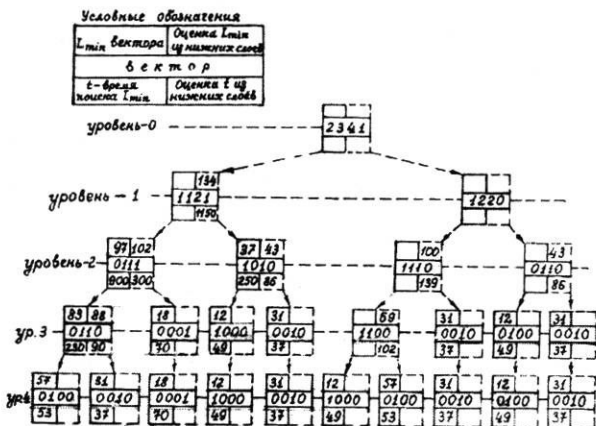 Условные обозначения
Lmin вектора Оценка Lmin из нижних слоев
вектор
t-время поиска Lmin Оценка t из нижних слоев
уровень-0 2341
134
уровень-1 1121 1220
1150
97 102 37 43 100 43
уровень-2 0111 1010 1110 0110
900 300 250 86 139 86
83 88 18 12 31 69 31 12 31
ур.3 0110 0001 1000 0010 1100 0010 0100 0010
230 90 70 49 37 102 37 49 37
57 31 18 12 31 12 57 31 12 31
ур.4 0100 0010 0001 1000 0010 1000 0100 0010 0100 0010
53 37 70 49 37 49 53 37 49 37